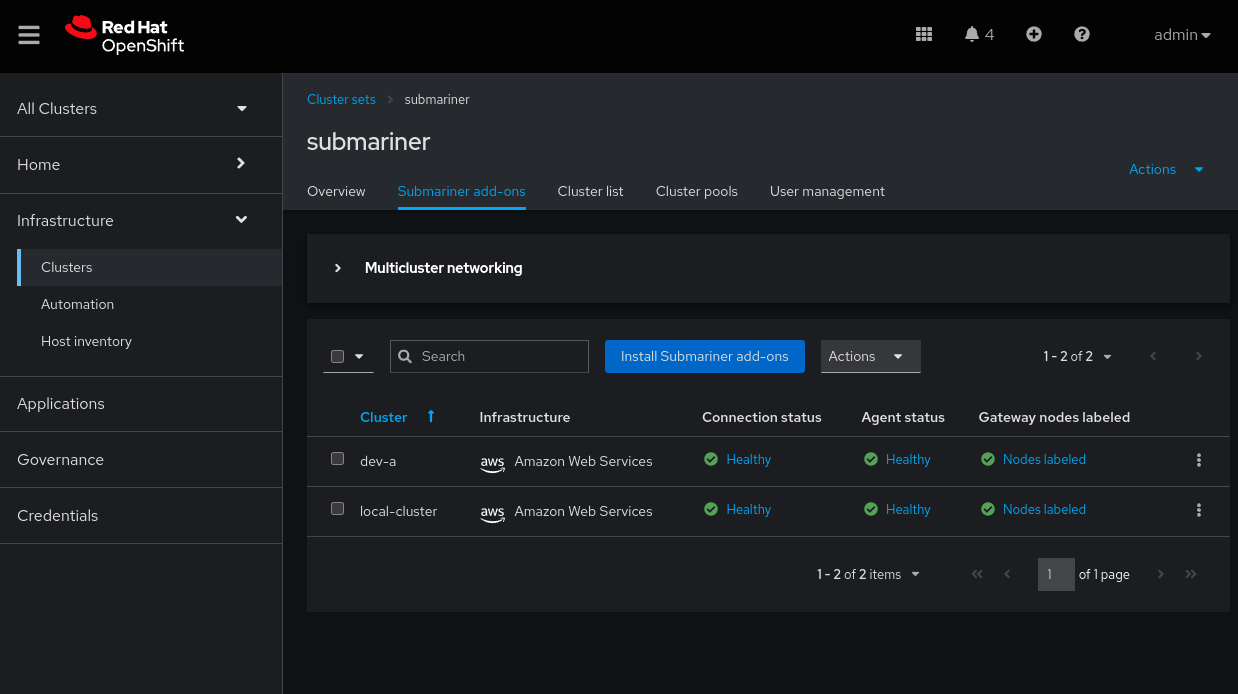 Red Hat
OpenShift
4
admin
All Clusters
Home
Infrastructure
Clusters
Automation
Host inventory
Applications
Governance
Credentials
Cluster sets > submariner
submariner
Actions
Overview Submariner add-ons Cluster list Cluster pools User management
Multicluster networking
Search Install Submariner add-ons Actions 1 - 2 of 2
Cluster Infrastructure Connection status Agent status Gateway nodes labeled
dev-a aws Amazon Web Services Healthy Healthy Nodes labeled
local-cluster aws Amazon Web Services Healthy Healthy Nodes labeled
1 - 2 of 2 items 1 of 1 page